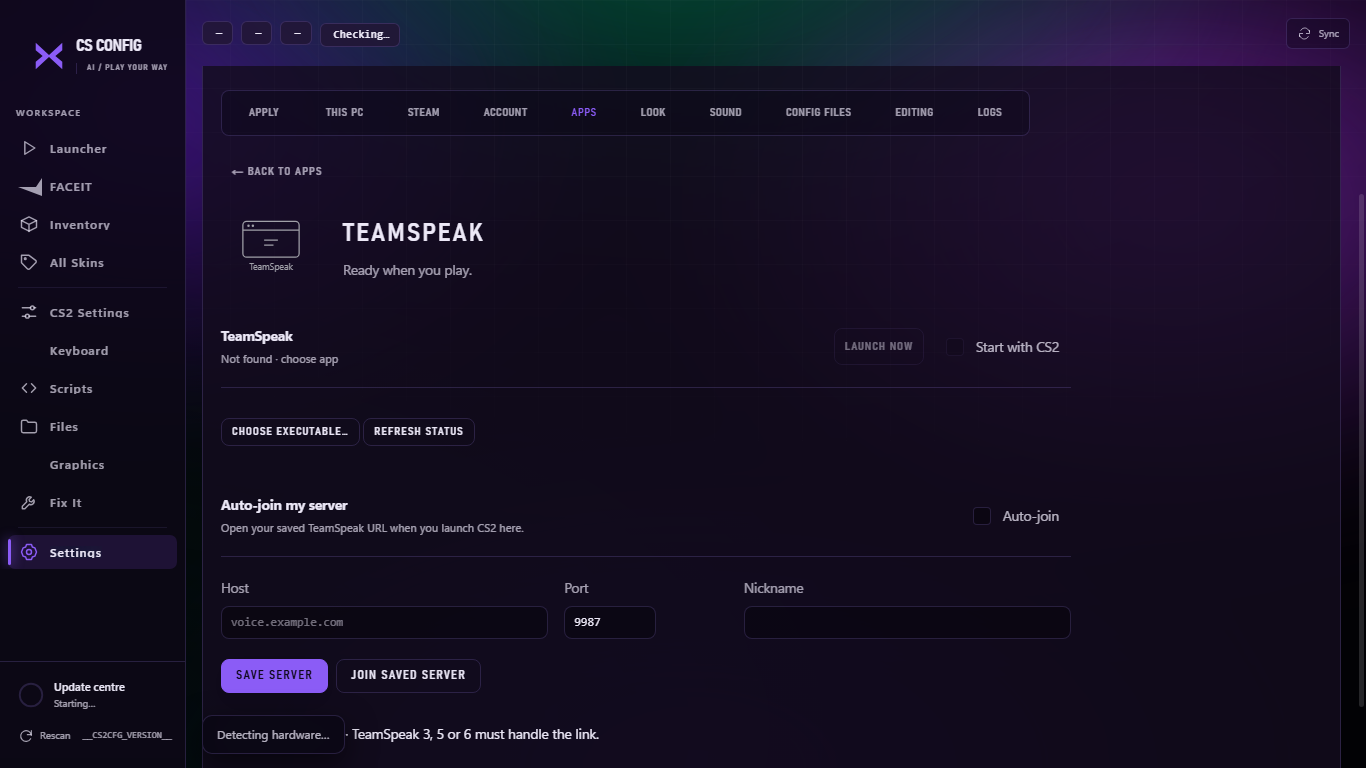 CS CONFIG
AI / PLAY YOUR WAY
WORKSPACE
Launcher
FACEIT
Inventory
All Skins
CS2 Settings
Keyboard
Scripts
Files
Graphics
Fix It
Settings
Update centre
Starting…
Rescan __CS2CFG_VERSION__
– – – Checking…
Sync
APPLY THIS PC STEAM ACCOUNT APPS LOOK SOUND CONFIG FILES EDITING LOGS
← BACK TO APPS
TeamSpeak
TEAMSPEAK
Ready when you play.
TeamSpeak
Not found · choose app
LAUNCH NOW
Start with CS2
CHOOSE EXECUTABLE… REFRESH STATUS
Auto-join my server
Open your saved TeamSpeak URL when you launch CS2 here.
Auto-join
Host Port Nickname
voice.example.com 9987
SAVE SERVER JOIN SAVED SERVER
Detecting hardware…
· TeamSpeak 3, 5 or 6 must handle the link.